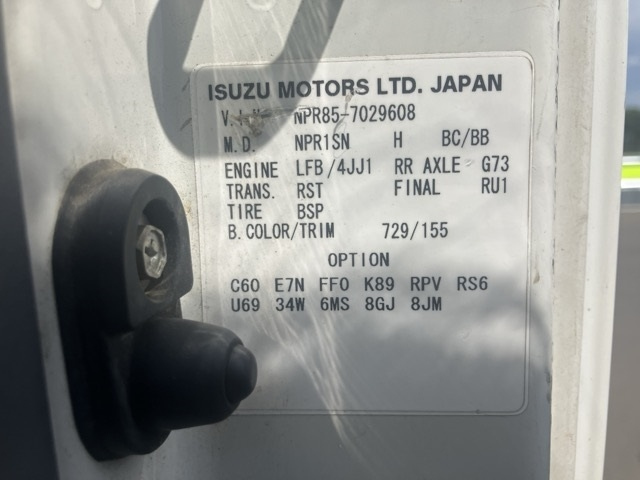 ISUZU MOTORS LTD. JAPAN
NPR85-7029608
M. D. NPR1SN H BC/BB
ENGINE LFB/4JJ1 RR AXLE G73
TRANS. RST FINAL RU1
TIRE BSP
B. COLOR/TRIM 729/155
OPTION
C60 E7N FF0 K89 RPV RS6
U69 34W 6MS 8GJ 8JM